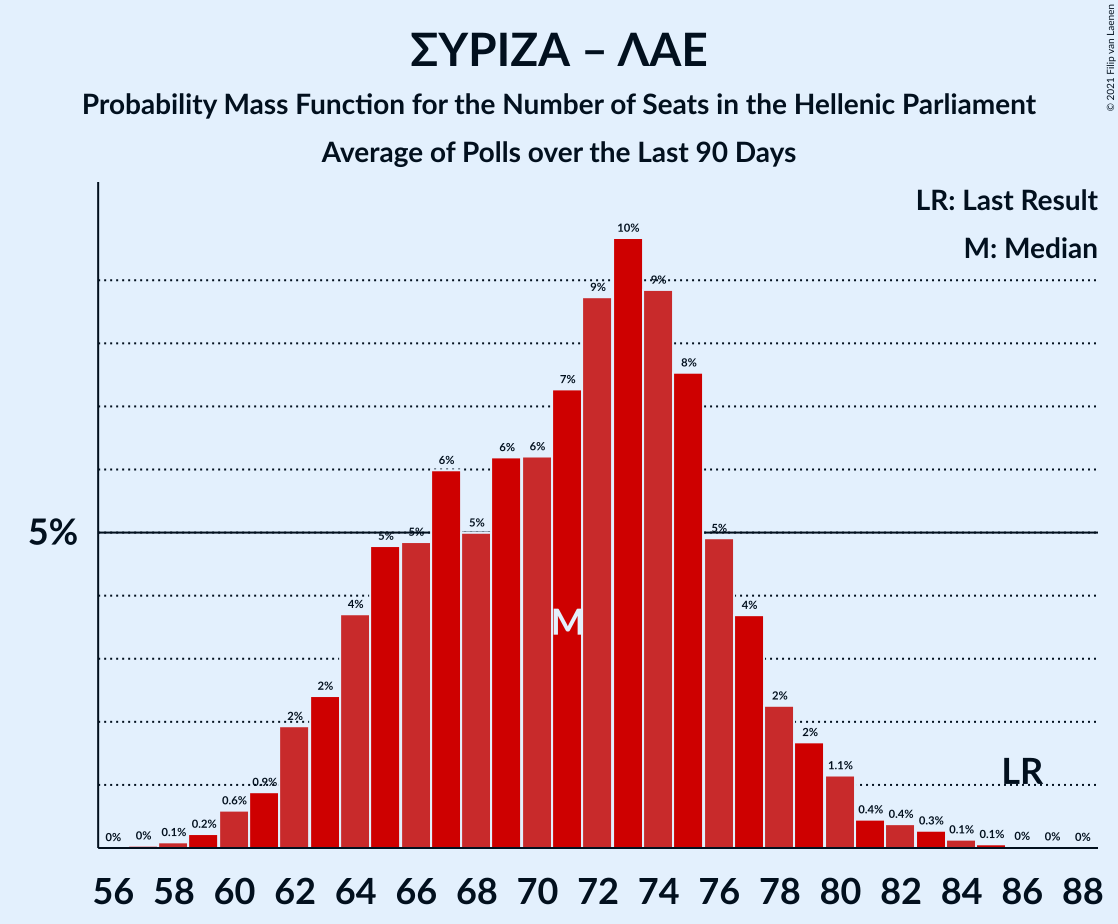 ΣΥΡΙΖΑ – ΛΑΕ
Probability Mass Function for the Number of Seats in the Hellenic Parliament
Average of Polls over the Last 90 Days
© 2021 Filip van Laenen
LR: Last Result
M: Median
5%
0% 0% 0.1% 0.2% 0.6% 0.9% 2% 2% 4% 5% 5% 6% 5% 6% 6% 7% 9% 10% 9% 8% 5% 4% 2% 2% 1.1% 0.4% 0.4% 0.3% 0.1% 0.1% 0% 0% 0%
M
LR
56 58 60 62 64 66 68 70 72 74 76 78 80 82 84 86 88